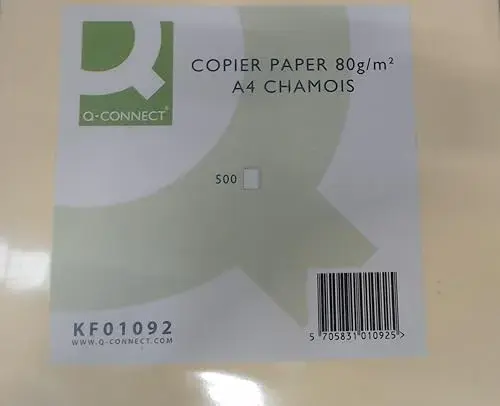 COPIER PAPER 80g/m²
A4 CHAMOIS
Q-CONNECT®
500
KF01092
WWW.Q-CONNECT.COM
5 705831 010925>